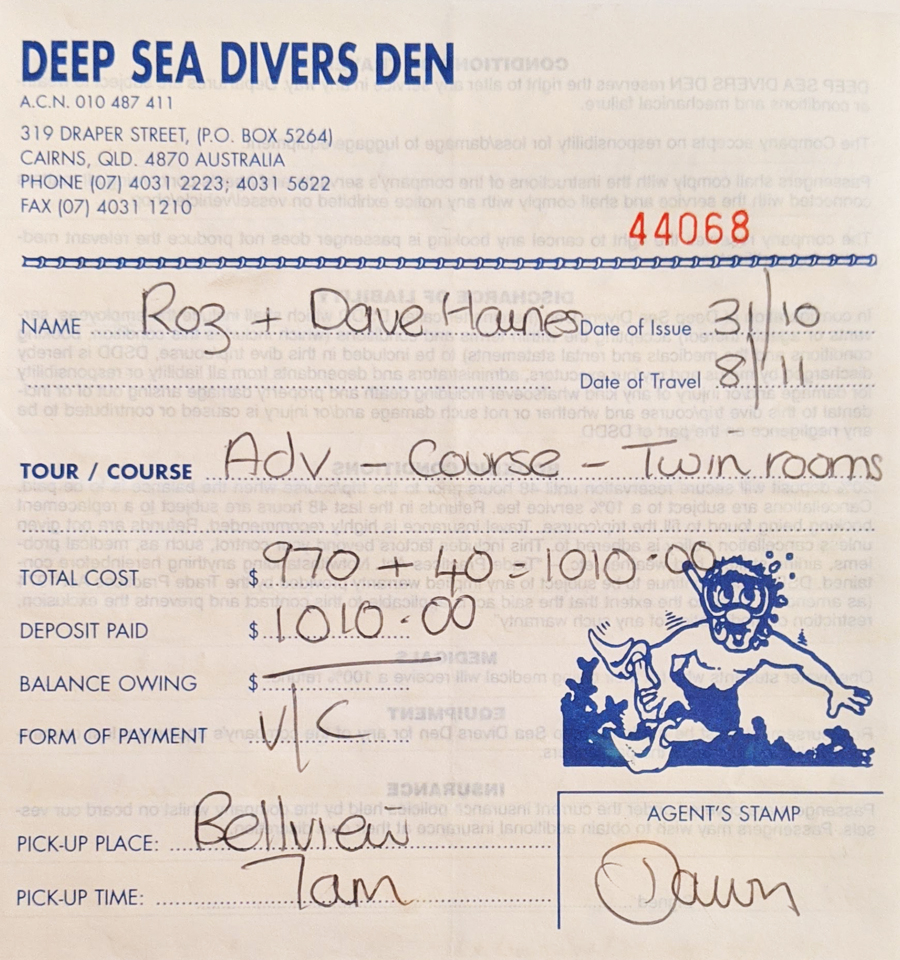 DEEP SEA DIVERS DEN
A.C.N. 010 487 411
319 DRAPER STREET, (P.O. BOX 5264)
CAIRNS, QLD. 4870 AUSTRALIA
PHONE (07) 4031 2223; 4031 5622
FAX (07) 4031 1210
44068
NAME Roz + Dave Haines Date of Issue 31/10
Date of Travel 8/11
TOUR / COURSE Adv Course - Twin rooms
TOTAL COST $ 970 + 40 = 1010.00
DEPOSIT PAID $ 1010.00
BALANCE OWING $
FORM OF PAYMENT V/C
AGENT'S STAMP
PICK-UP PLACE: Bellview
PICK-UP TIME: 7am
Dawn